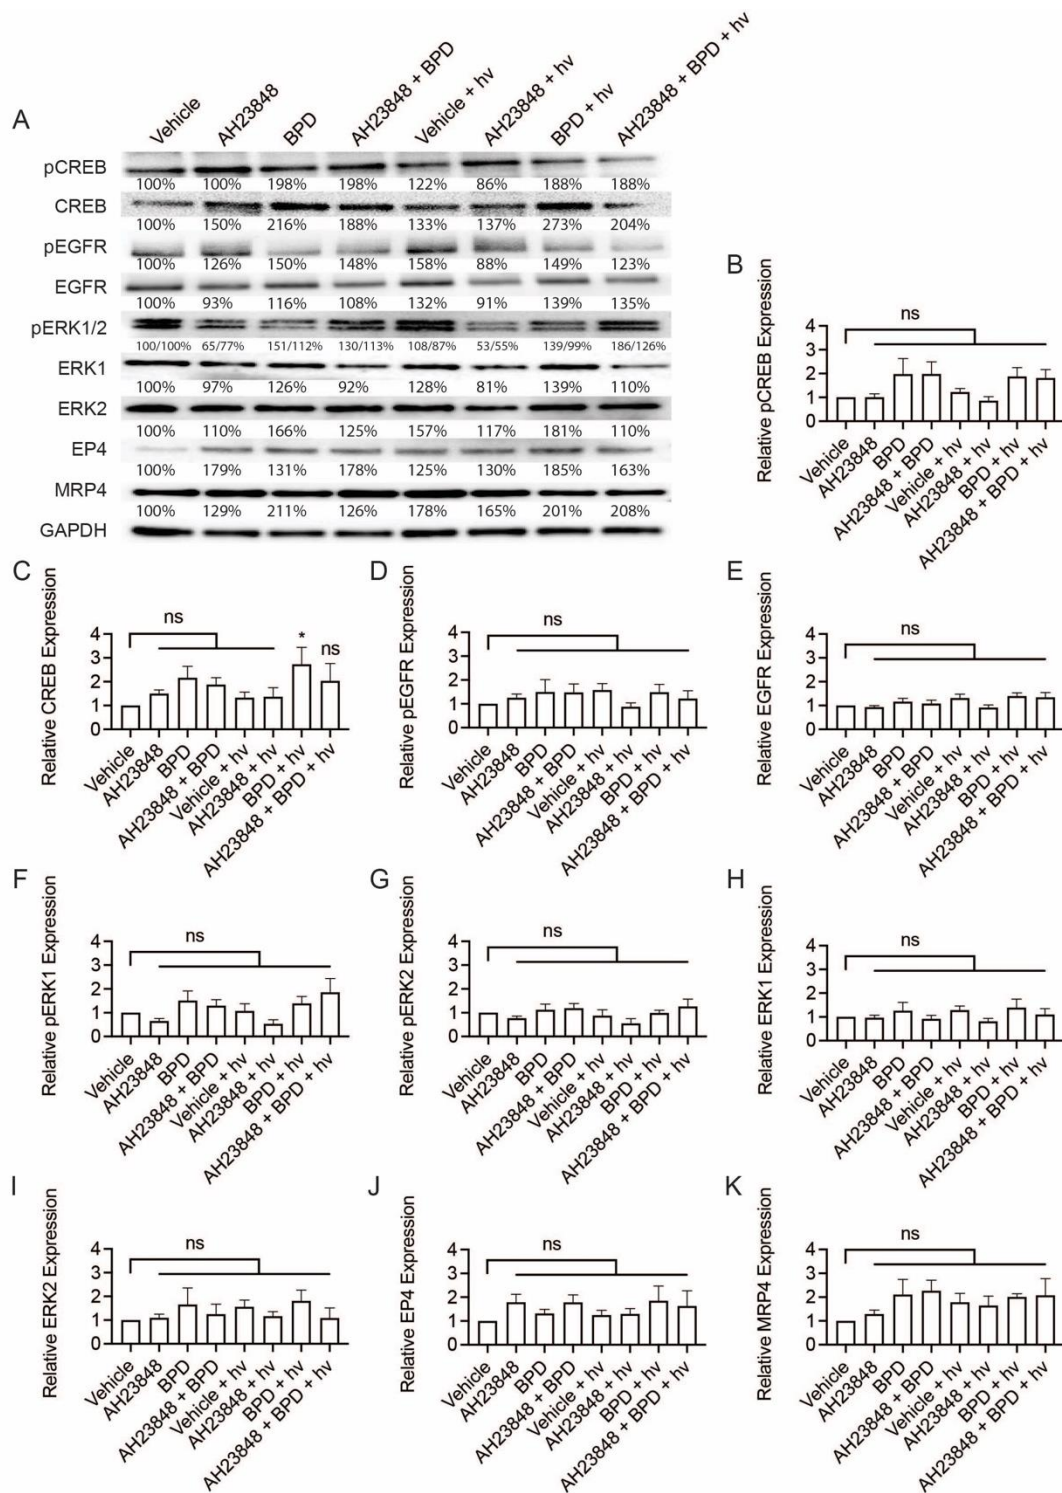 A
Vehicle
AH23848
BPD
AH23848 + BPD
Vehicle + hv
AH23848 + hv
BPD + hv
AH23848 + BPD + hv
pCREB
100% 100% 198% 198% 122% 86% 188% 188%
CREB
100% 150% 216% 188% 133% 137% 273% 204%
pEGFR
100% 126% 150% 148% 158% 88% 149% 123%
EGFR
100% 93% 116% 108% 132% 91% 139% 135%
pERK1/2
100/100% 65/77% 151/112% 130/113% 108/87% 53/55% 139/99% 186/126%
ERK1
100% 97% 126% 92% 128% 81% 139% 110%
ERK2
100% 110% 166% 125% 157% 117% 181% 110%
EP4
100% 179% 131% 178% 125% 130% 185% 163%
MRP4
100% 129% 211% 126% 178% 165% 201% 208%
GAPDH
B
Relative pCREB Expression
4
3
2
1
0
ns
Vehicle
AH23848
BPD
AH23848 + BPD
Vehicle + hv
AH23848 + hv
BPD + hv
AH23848 + BPD + hv
C
Relative CREB Expression
4
3
2
1
0
ns
*
ns
Vehicle
AH23848
BPD
AH23848 + BPD
Vehicle + hv
AH23848 + hv
BPD + hv
AH23848 + BPD + hv
D
Relative pEGFR Expression
4
3
2
1
0
ns
Vehicle
AH23848
BPD
AH23848 + BPD
Vehicle + hv
AH23848 + hv
BPD + hv
AH23848 + BPD + hv
E
Relative EGFR Expression
4
3
2
1
0
ns
Vehicle
AH23848
BPD
AH23848 + BPD
Vehicle + hv
AH23848 + hv
BPD + hv
AH23848 + BPD + hv
F
Relative pERK1 Expression
4
3
2
1
0
ns
Vehicle
AH23848
BPD
AH23848 + BPD
Vehicle + hv
AH23848 + hv
BPD + hv
AH23848 + BPD + hv
G
Relative pERK2 Expression
4
3
2
1
0
ns
Vehicle
AH23848
BPD
AH23848 + BPD
Vehicle + hv
AH23848 + hv
BPD + hv
AH23848 + BPD + hv
H
Relative ERK1 Expression
4
3
2
1
0
ns
Vehicle
AH23848
BPD
AH23848 + BPD
Vehicle + hv
AH23848 + hv
BPD + hv
AH23848 + BPD + hv
I
Relative ERK2 Expression
4
3
2
1
0
ns
Vehicle
AH23848
BPD
AH23848 + BPD
Vehicle + hv
AH23848 + hv
BPD + hv
AH23848 + BPD + hv
J
Relative EP4 Expression
4
3
2
1
0
ns
Vehicle
AH23848
BPD
AH23848 + BPD
Vehicle + hv
AH23848 + hv
BPD + hv
AH23848 + BPD + hv
K
Relative MRP4 Expression
4
3
2
1
0
ns
Vehicle
AH23848
BPD
AH23848 + BPD
Vehicle + hv
AH23848 + hv
BPD + hv
AH23848 + BPD + hv